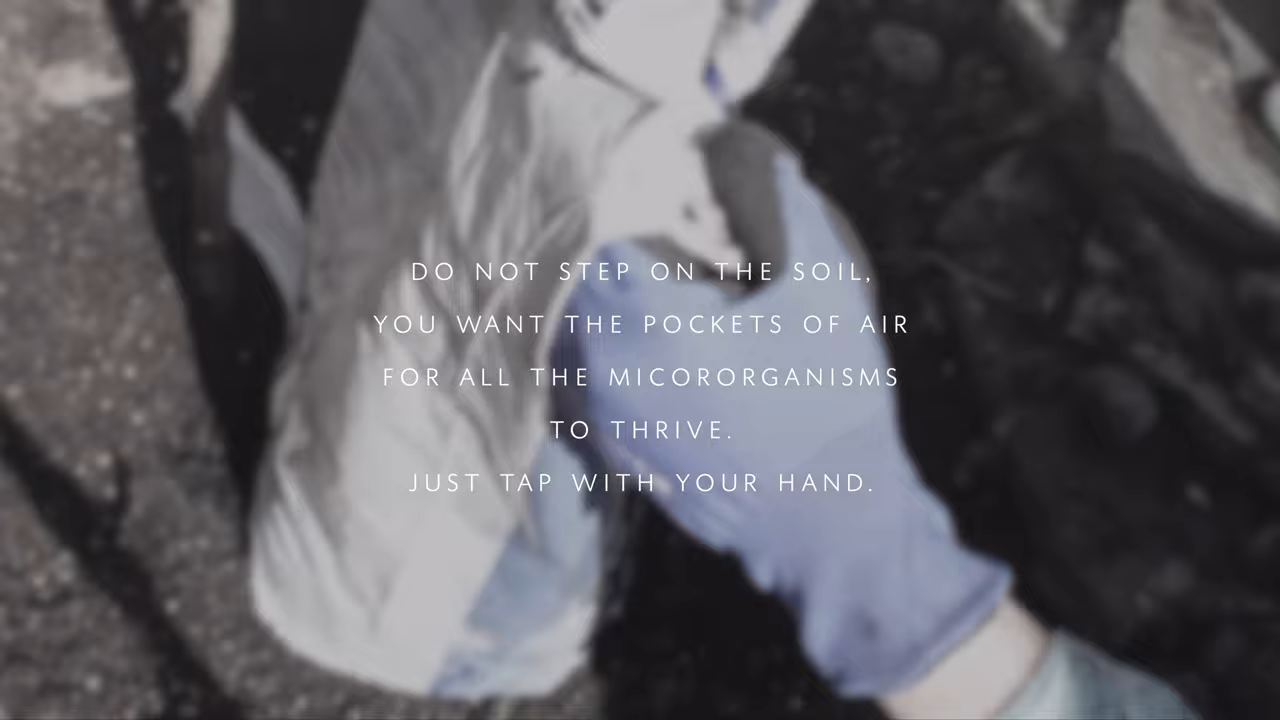 DO NOT STEP ON THE SOIL,
YOU WANT THE POCKETS OF AIR
FOR ALL THE MICORORGANISMS
TO THRIVE.
JUST TAP WITH YOUR HAND.